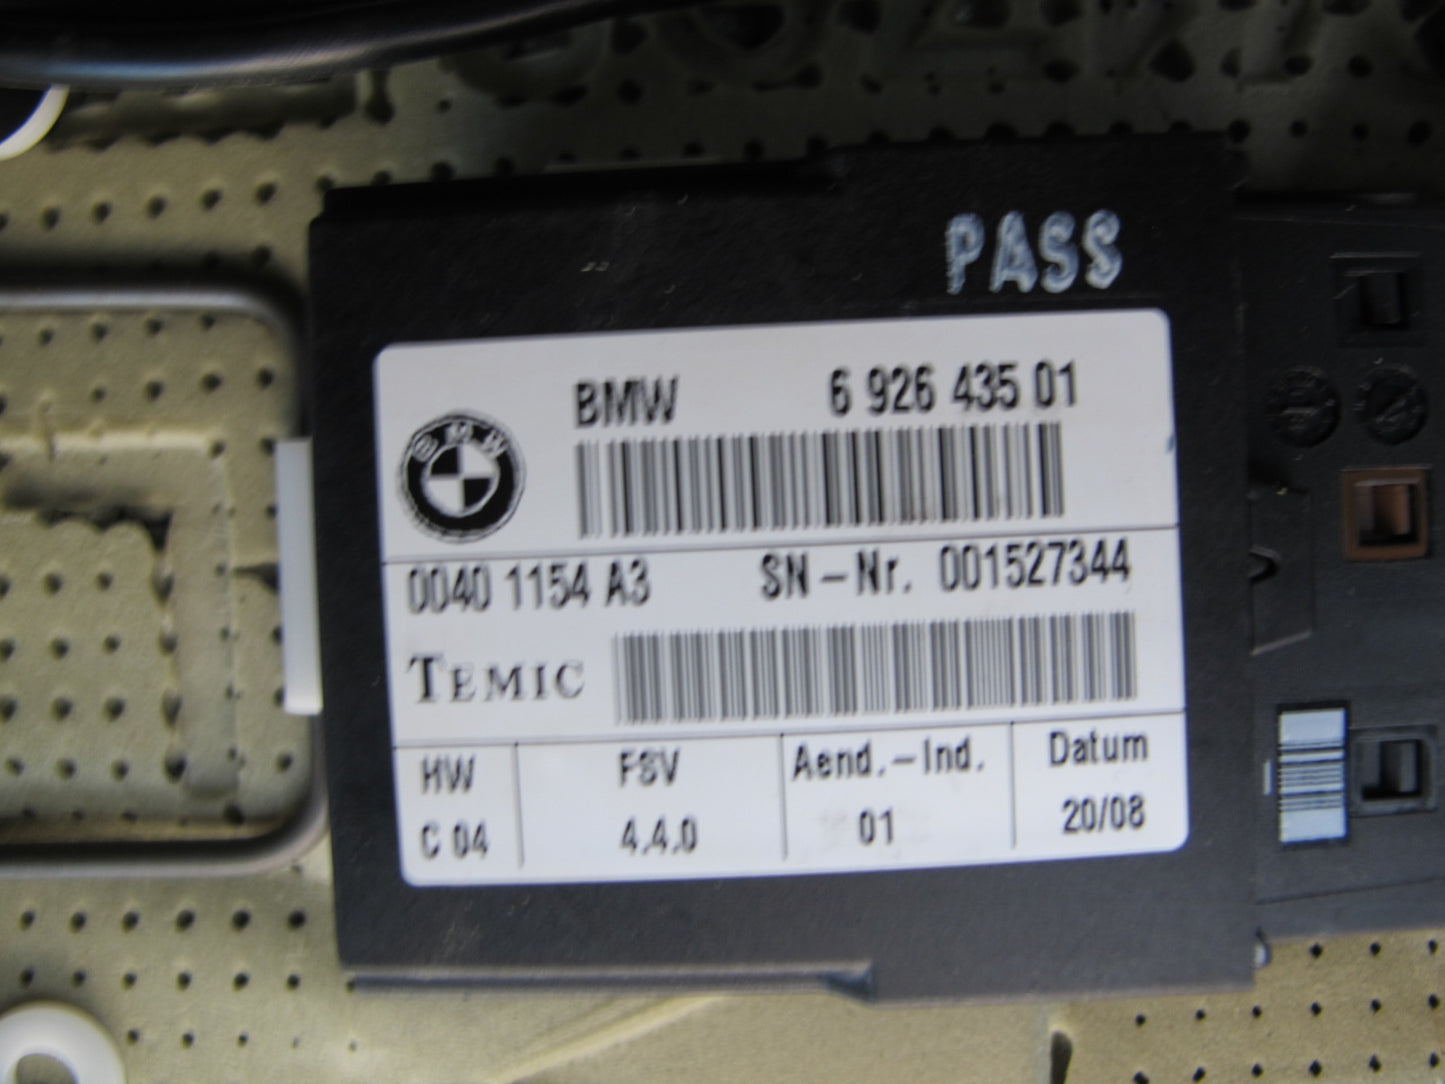 PASS
BMW 6 926 435 01
BMW
0040 1154 A3 SN-Nr. 001527344
TEMIC
HW FSV Aend.-Ind. Datum
C 04 4.4.0 01 20/08